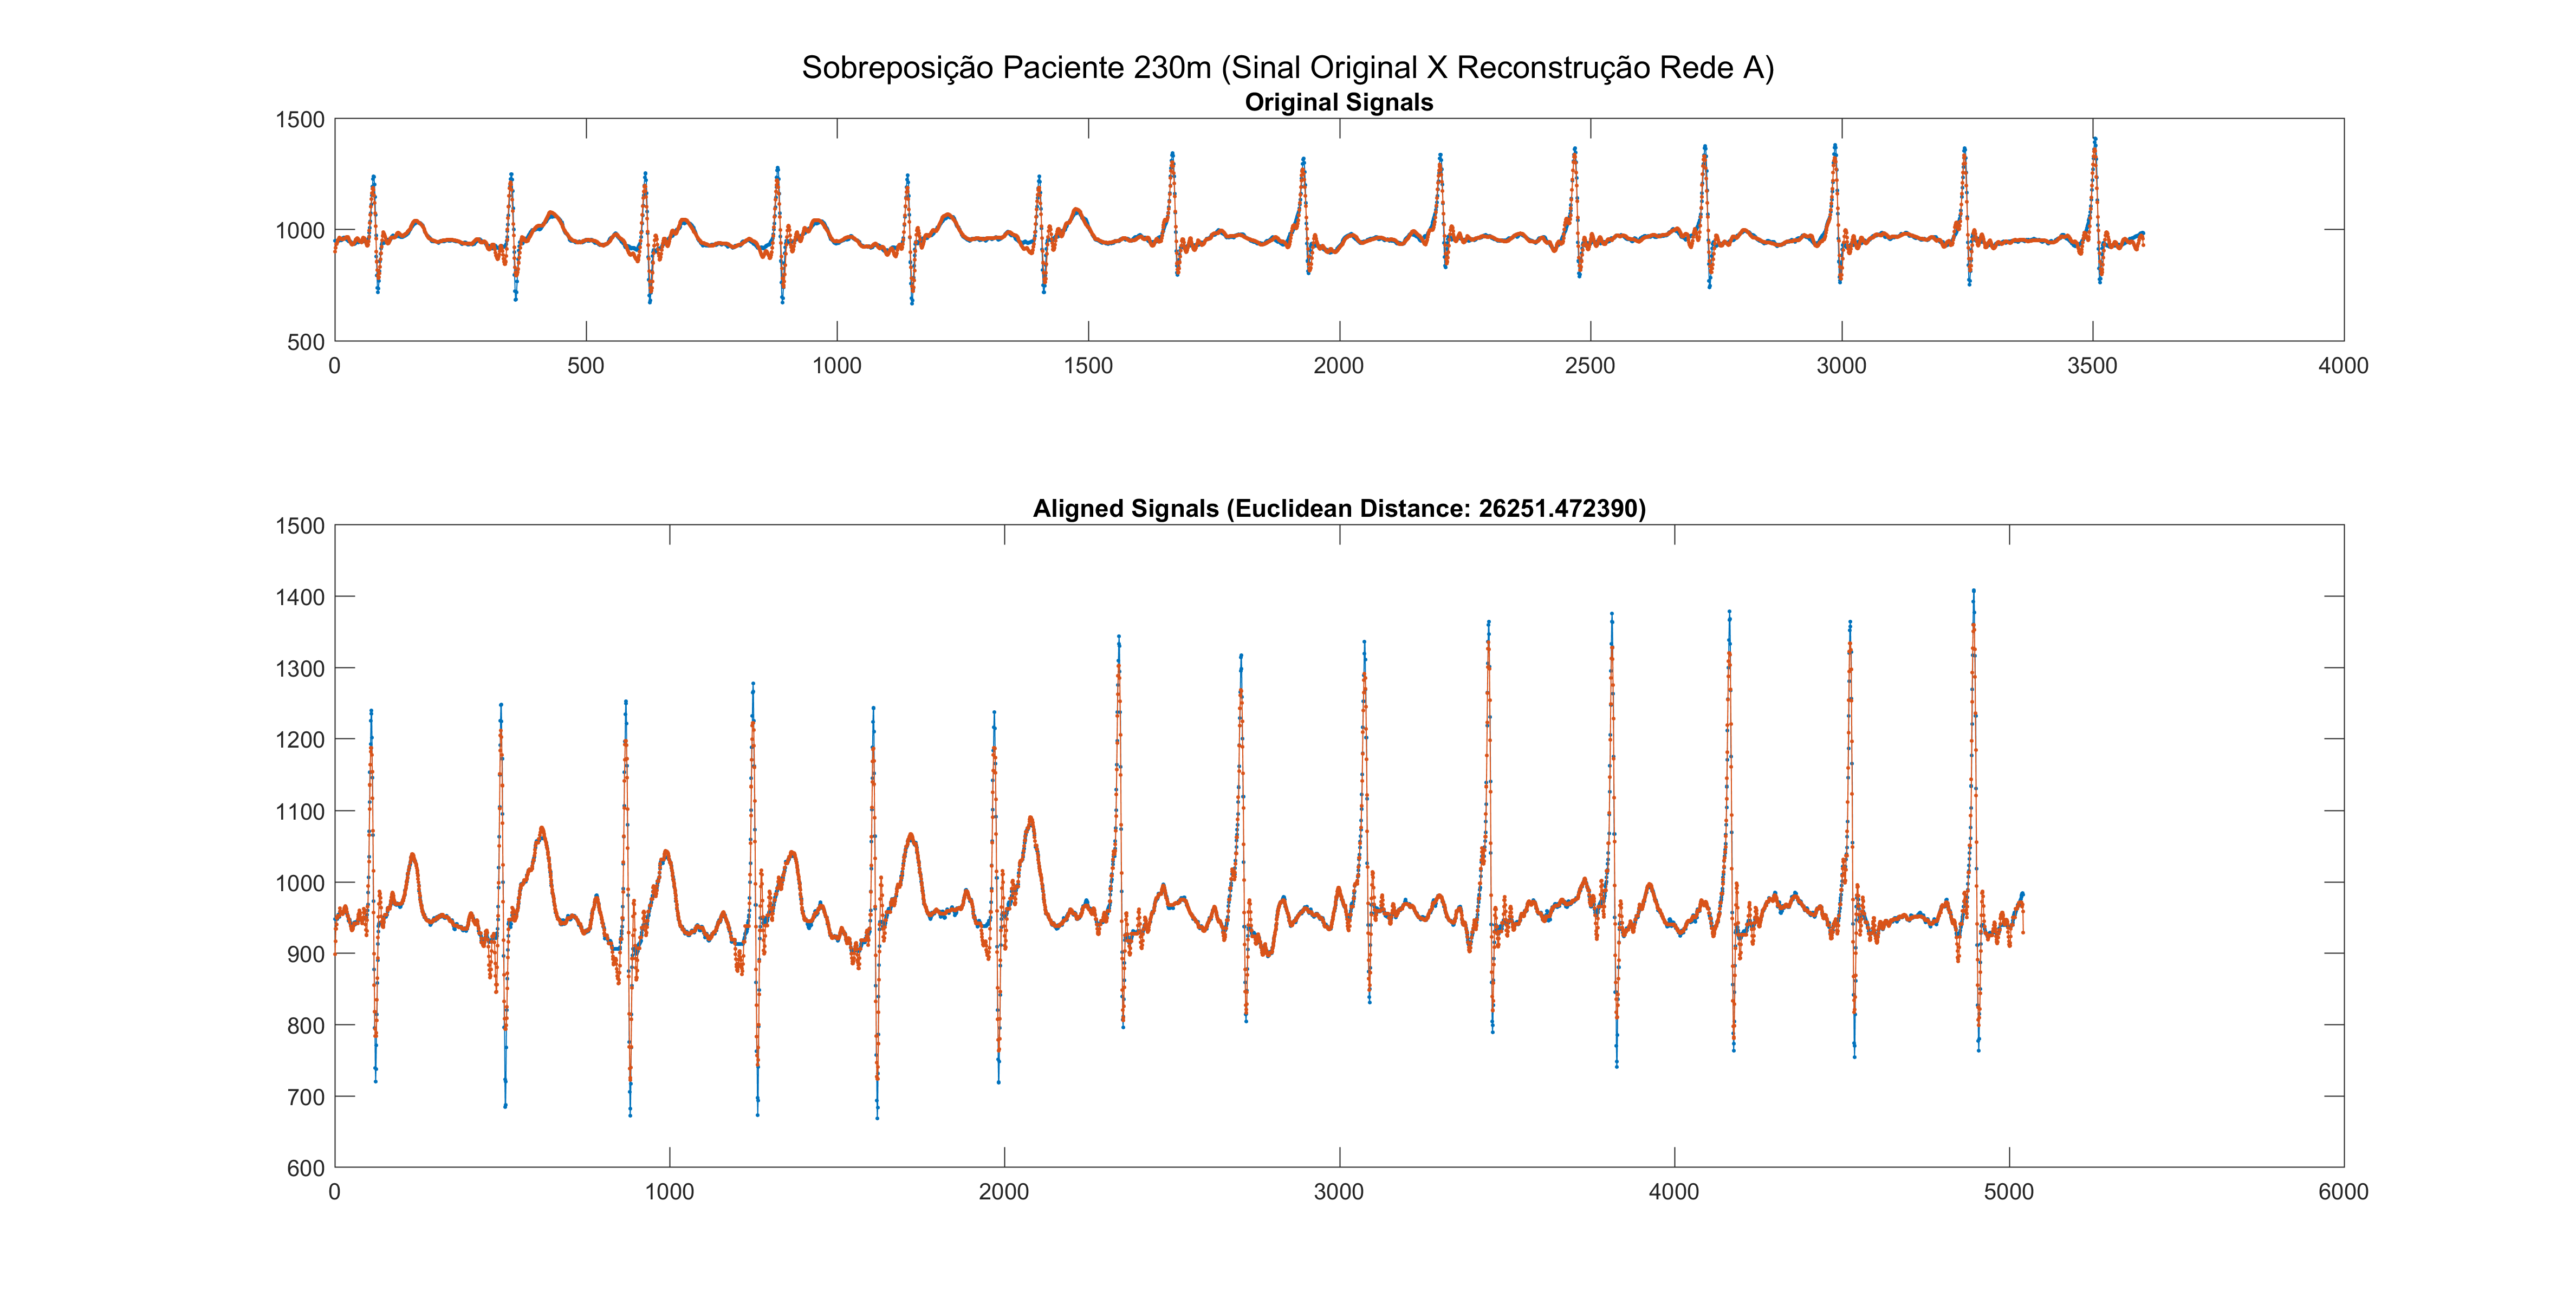 Sobreposição Paciente 230m (Sinal Original X Reconstrução Rede A)
Original Signals
1500
1000
500
0 500 1000 1500 2000 2500 3000 3500 4000
Aligned Signals (Euclidean Distance: 26251.472390)
1500
1400
1300
1200
1100
1000
900
800
700
600
0 1000 2000 3000 4000 5000 6000